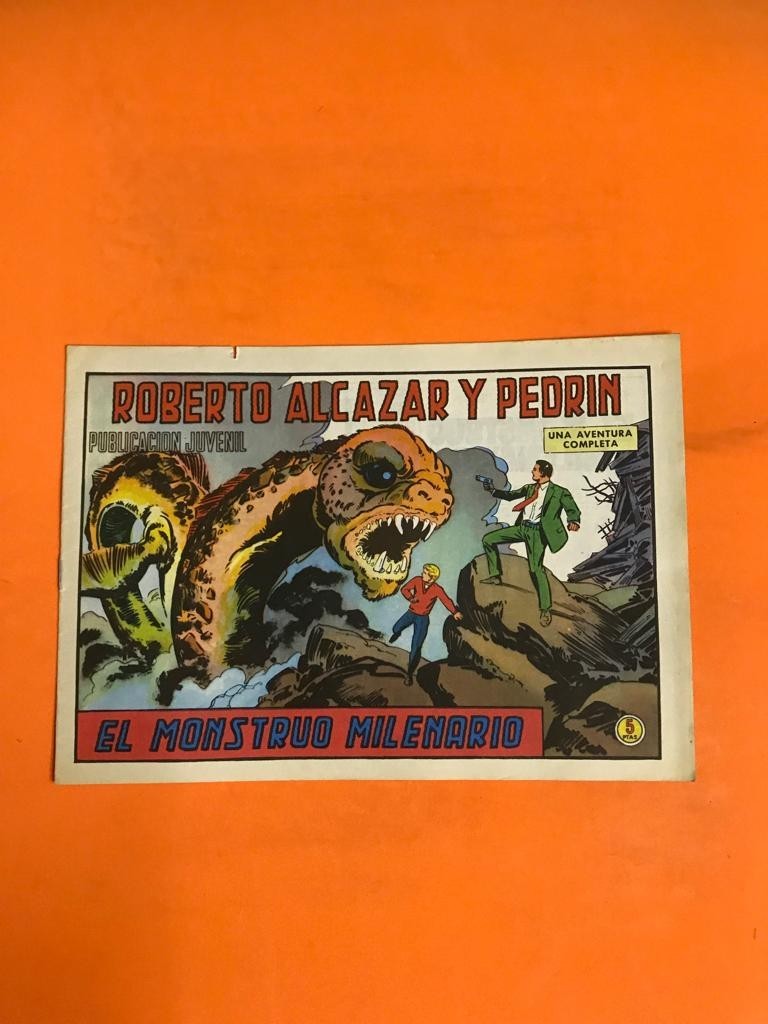 ROBERTO ALCAZAR Y PEDRIN
PUBLICACION JUVENIL
UNA AVENTURA
COMPLETA
EL MONSTRUO MILENARIO
5
PTAS